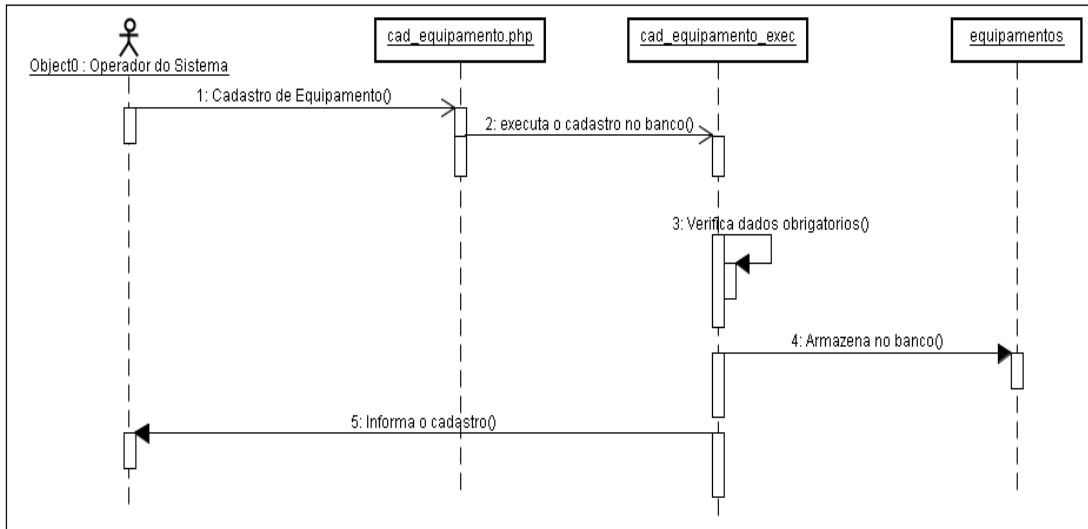 cad_equipamento.php
cad_equipamento_exec
equipamentos
Object0 : Operador do Sistema
1: Cadastro de Equipamento()
2: executa o cadastro no banco()
3: Verifica dados obrigatorios()
4: Armazena no banco()
5: Informa o cadastro()